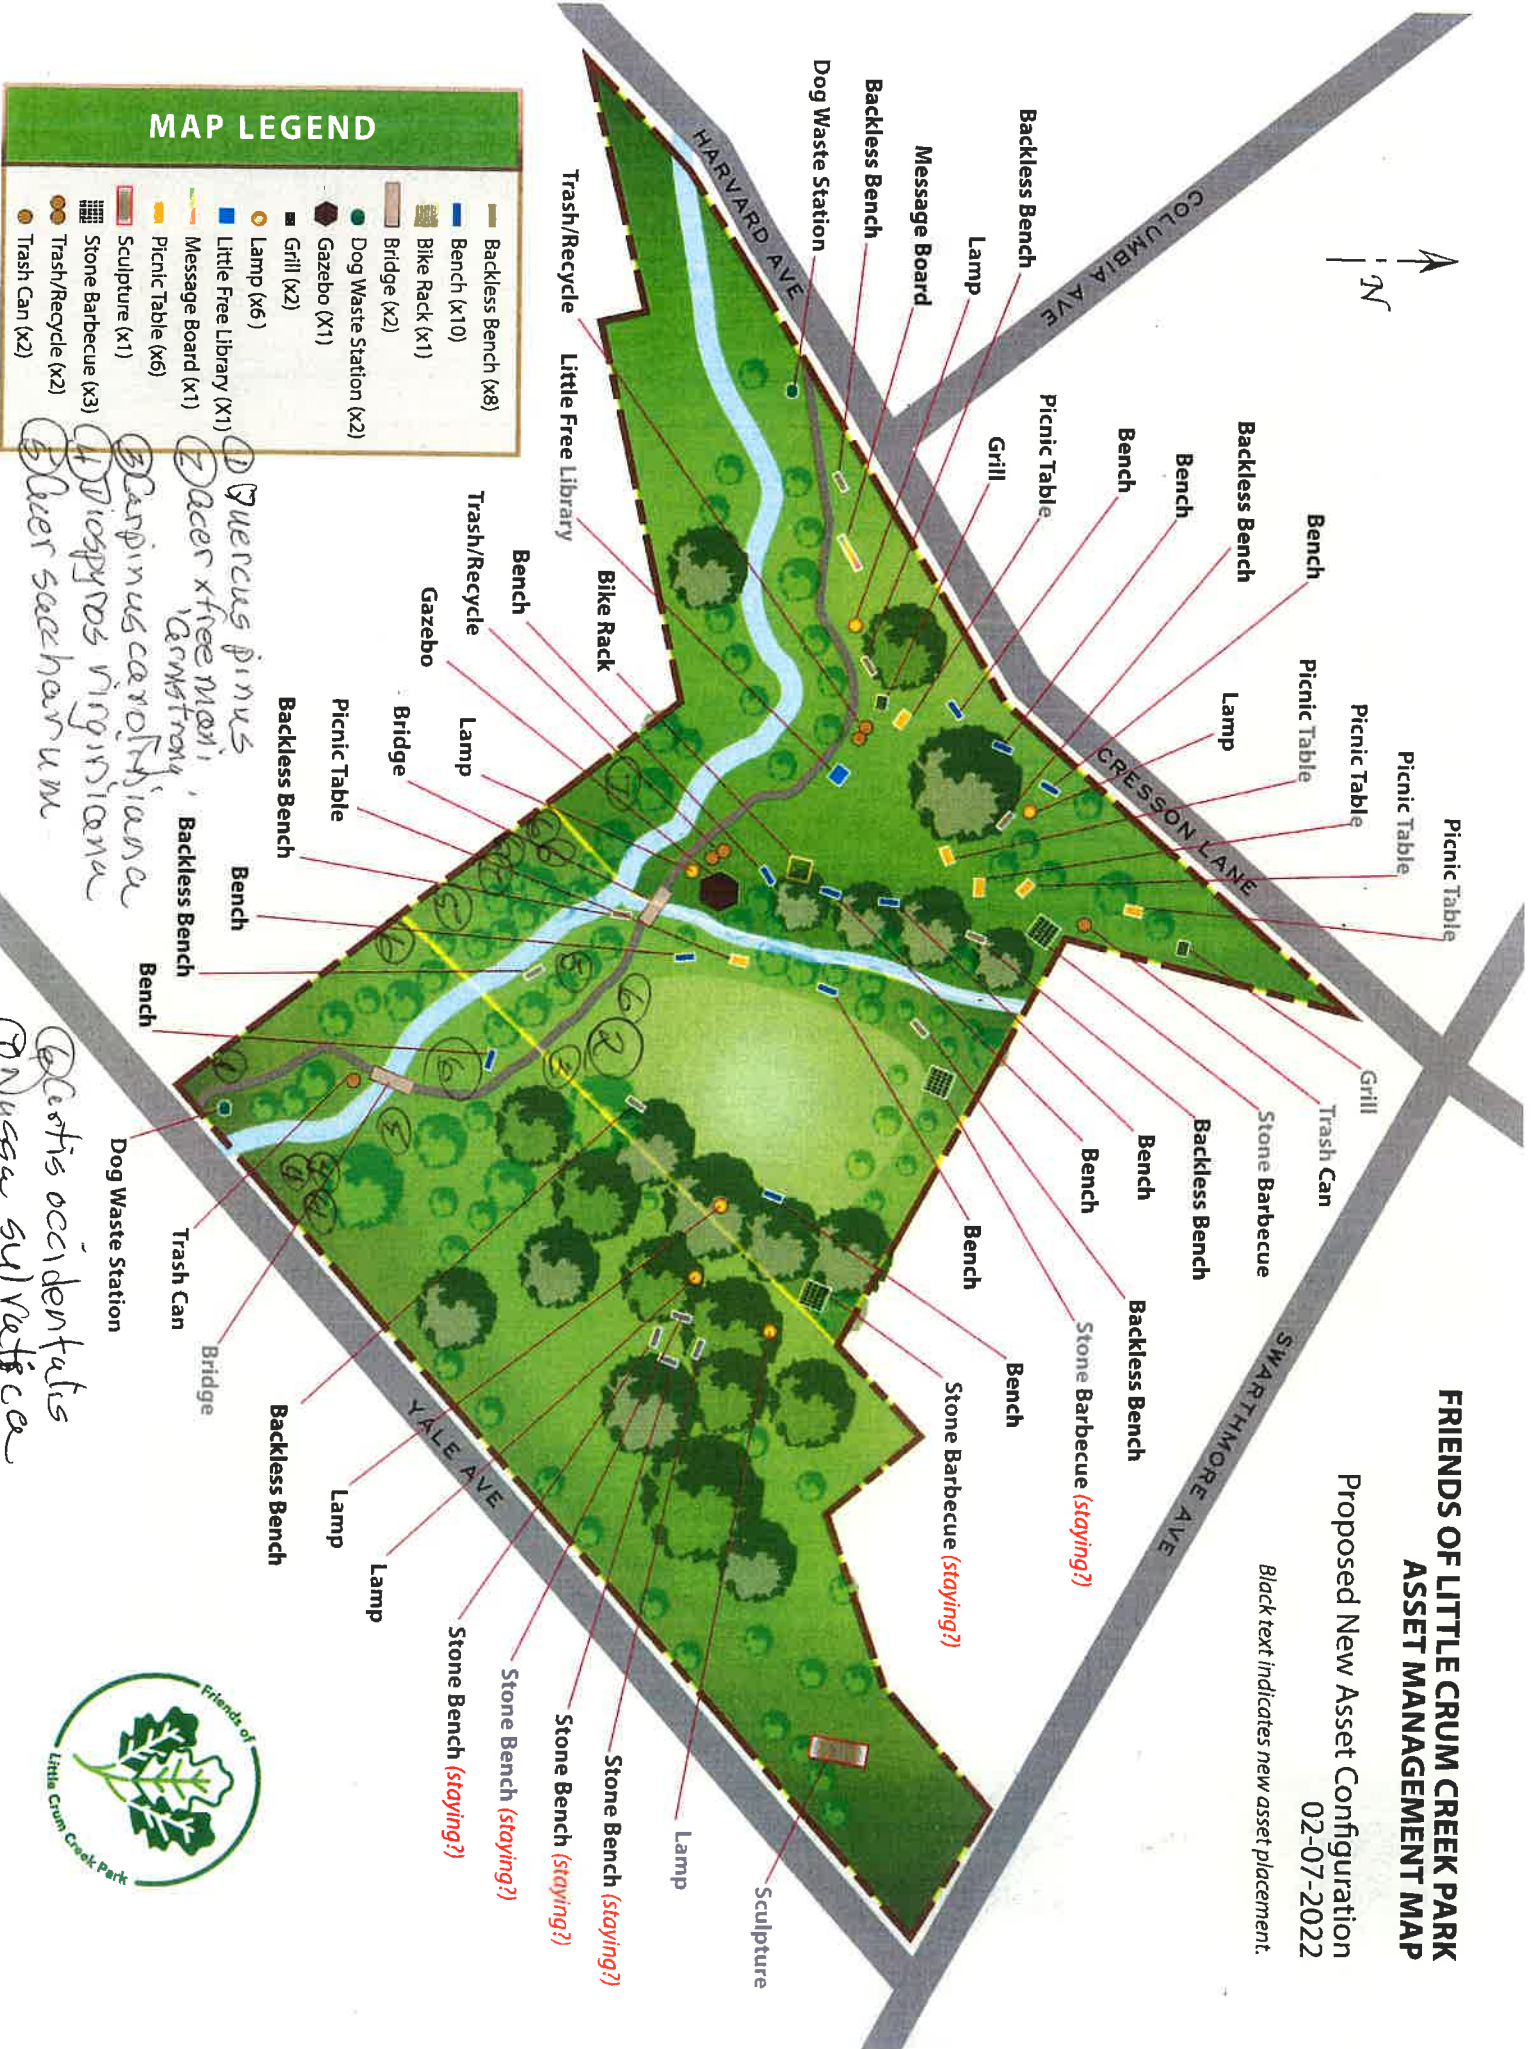 FRIENDS OF LITTLE CRUM CREEK PARK
ASSET MANAGEMENT MAP
Proposed New Asset Configuration
02-07-2022
Black text indicates new asset placement.
N
COLUMBIA AVE
HARVARD AVE
CRESSON LANE
SWARTHMORE AVE
YALE AVE
Picnic Table
Picnic Table
Picnic Table
Picnic Table
Lamp
Bench
Backless Bench
Bench
Bench
Picnic Table
Grill
Backless Bench
Lamp
Message Board
Backless Bench
Dog Waste Station
Trash/Recycle
Little Free Library
Bike Rack
Bench
Trash/Recycle
Gazebo
Lamp
Bridge
Picnic Table
Backless Bench
Bench
Backless Bench
Bench
Grill
Trash Can
Stone Barbecue
Backless Bench
Bench
Bench
Backless Bench
Stone Barbecue (staying?)
Bench
Bench
Stone Barbecue (staying?)
Dog Waste Station
Trash Can
Bridge
Backless Bench
Lamp
Lamp
Stone Bench (staying?)
Stone Bench (staying?)
Stone Bench (staying?)
Stone Bench (staying?)
Lamp
Sculpture
MAP LEGEND
Backless Bench (x8)
Bench (x10)
Bike Rack (x1)
Bridge (x2)
Dog Waste Station (x2)
Gazebo (X1)
Grill (x2)
Lamp (x6)
Little Free Library (X1)
Message Board (x1)
Picnic Table (x6)
Sculpture (x1)
Stone Barbecue (x3)
Trash/Recycle (x2)
Trash Can (x2)
① Quercus pinus
② Acer x freemani,
'Armstrong'
③ Carpinus caroliniana
④ Diospyros virginicana
⑤ Acer saccharum
⑥ Certis occidentalis
⑦ Nyssa sylvatica
Friends of
Little Crum Creek Park